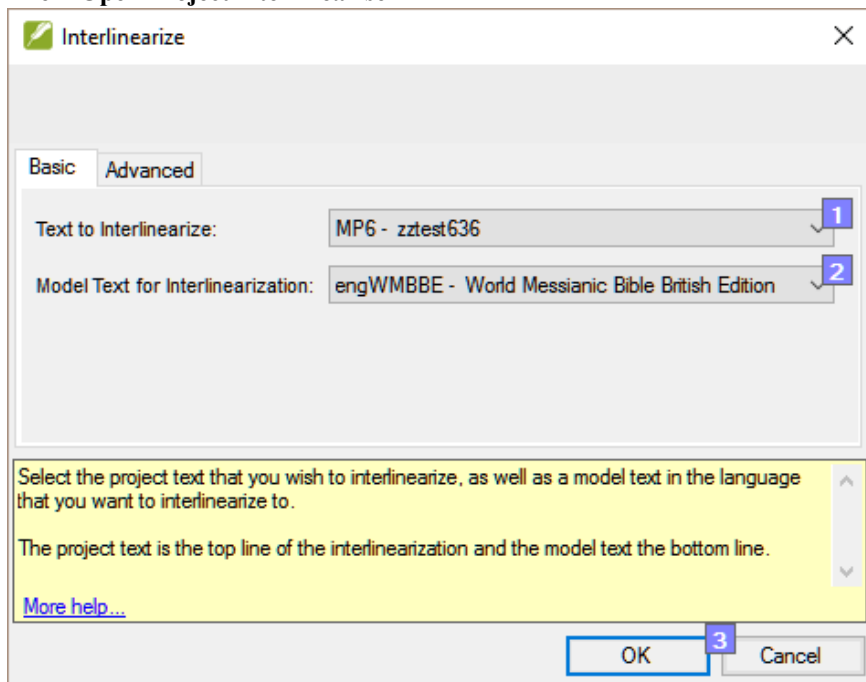 Interlinearize
Basic Advanced
Text to Interlinearize: MP6 - zztest636 1
Model Text for Interlinearization: engWMBBE - World Messianic Bible British Edition 2
Select the project text that you wish to interlinearize, as well as a model text in the language
that you want to interlinearize to.
The project text is the top line of the interlinearization and the model text the bottom line.
More help...
OK 3 Cancel